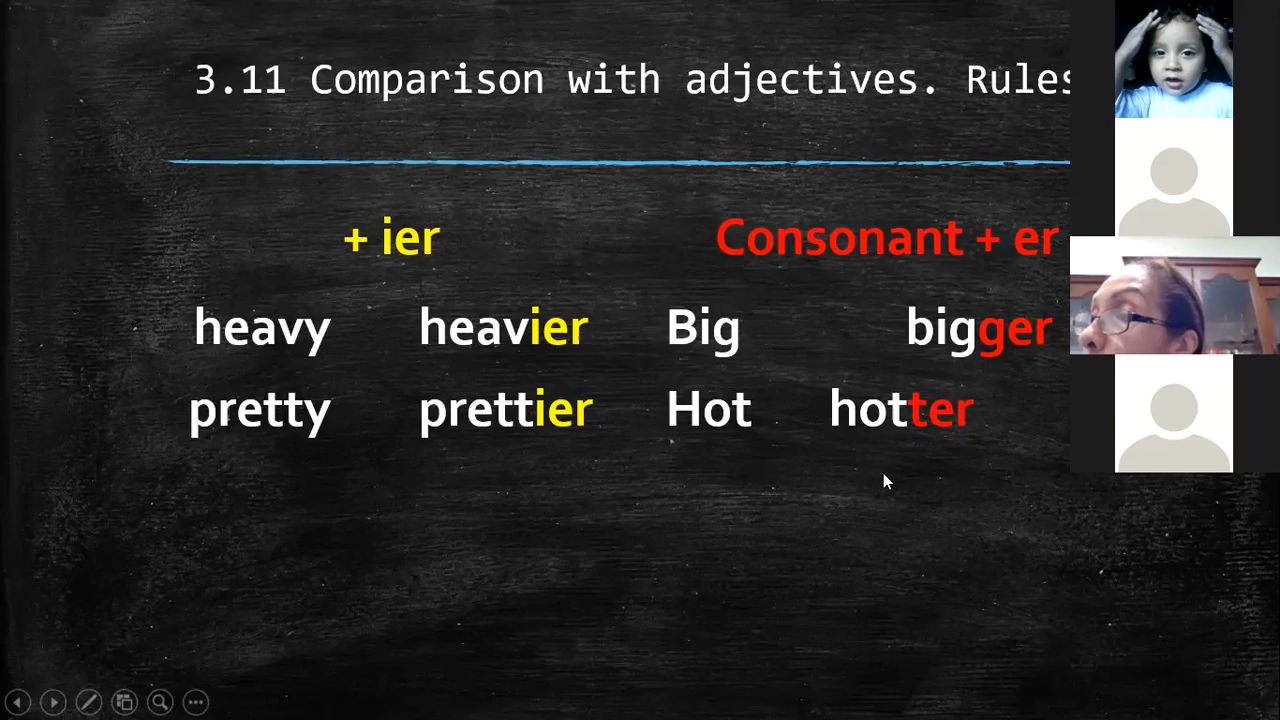 3.11 Comparison with adjectives. Rules
+ ier Consonant + er
heavy heavier Big bigger
pretty prettier Hot hotter